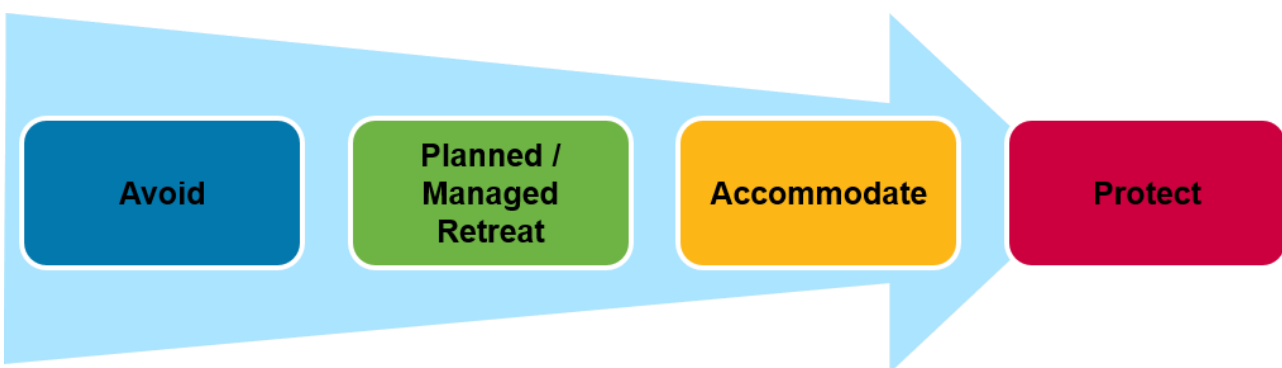 Avoid
Planned /
Managed
Retreat
Accommodate
Protect